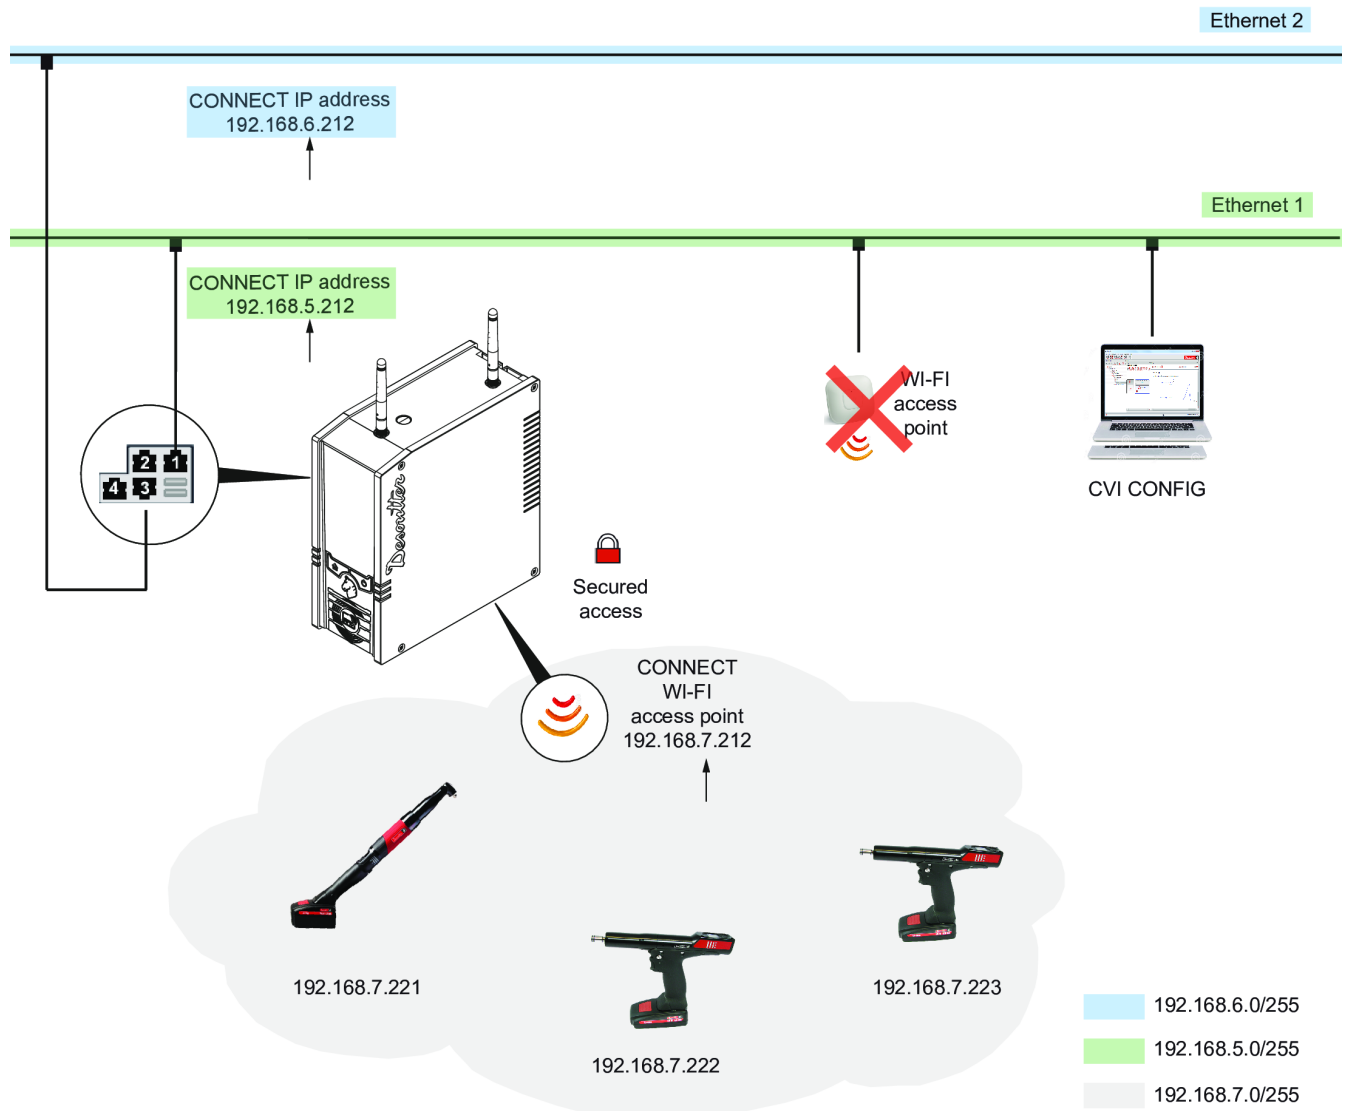 Ethernet 2
CONNECT IP address
192.168.6.212
Ethernet 1
CONNECT IP address
192.168.5.212
WI-FI
access
point
2 1
4 3
Desoutter
CVI CONFIG
Secured
access
CONNECT
WI-FI
access point
192.168.7.212
192.168.7.221
192.168.7.222
192.168.7.223
192.168.6.0/255
192.168.5.0/255
192.168.7.0/255